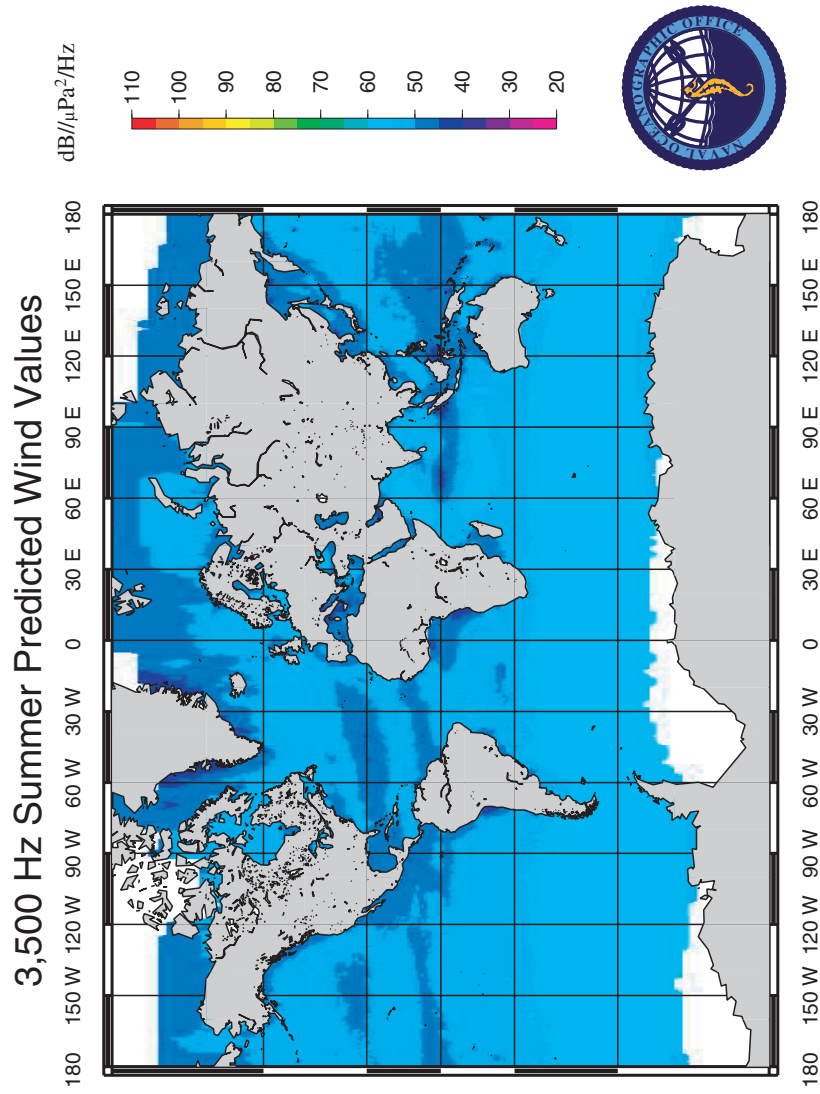 3,500 Hz Summer Predicted Wind Values
180
150 W
120 W
90 W
60 W
30 W
0
30 E
60 E
90 E
120 E
150 E
180
180
150 W
120 W
90 W
60 W
30 W
0
30 E
60 E
90 E
120 E
150 E
180
dB//μPa²/Hz
110
100
90
80
70
60
50
40
30
20
NAVAL OCEANOGRAPHIC OFFICE